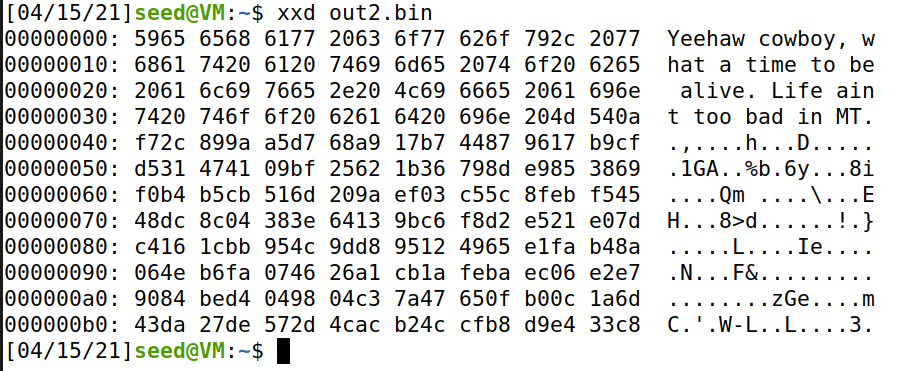 [04/15/21]seed@VM:~$ xxd out2.bin
00000000: 5965 6568 6177 2063 6f77 626f 792c 2077  Yeehaw cowboy, w
00000010: 6861 7420 6120 7469 6d65 2074 6f20 6265  hat a time to be
00000020: 2061 6c69 7665 2e20 4c69 6665 2061 696e   alive. Life ain
00000030: 7420 746f 6f20 6261 6420 696e 204d 540a  t too bad in MT.
00000040: f72c 899a a5d7 68a9 17b7 4487 9617 b9cf  .,....h...D.....
00000050: d531 4741 09bf 2562 1b36 798d e985 3869  .1GA..%b.6y...8i
00000060: f0b4 b5cb 516d 209a ef03 c55c 8feb f545  ....Qm ....\...E
00000070: 48dc 8c04 383e 6413 9bc6 f8d2 e521 e07d  H...8>d......!.}
00000080: c416 1cbb 954c 9dd8 9512 4965 e1fa b48a  .....L....Ie....
00000090: 064e b6fa 0746 26a1 cb1a feba ec06 e2e7  .N...F&.........
000000a0: 9084 bed4 0498 04c3 7a47 650f b00c 1a6d  ........zGe....m
000000b0: 43da 27de 572d 4cac b24c cfb8 d9e4 33c8  C.'.W-L..L....3.
[04/15/21]seed@VM:~$